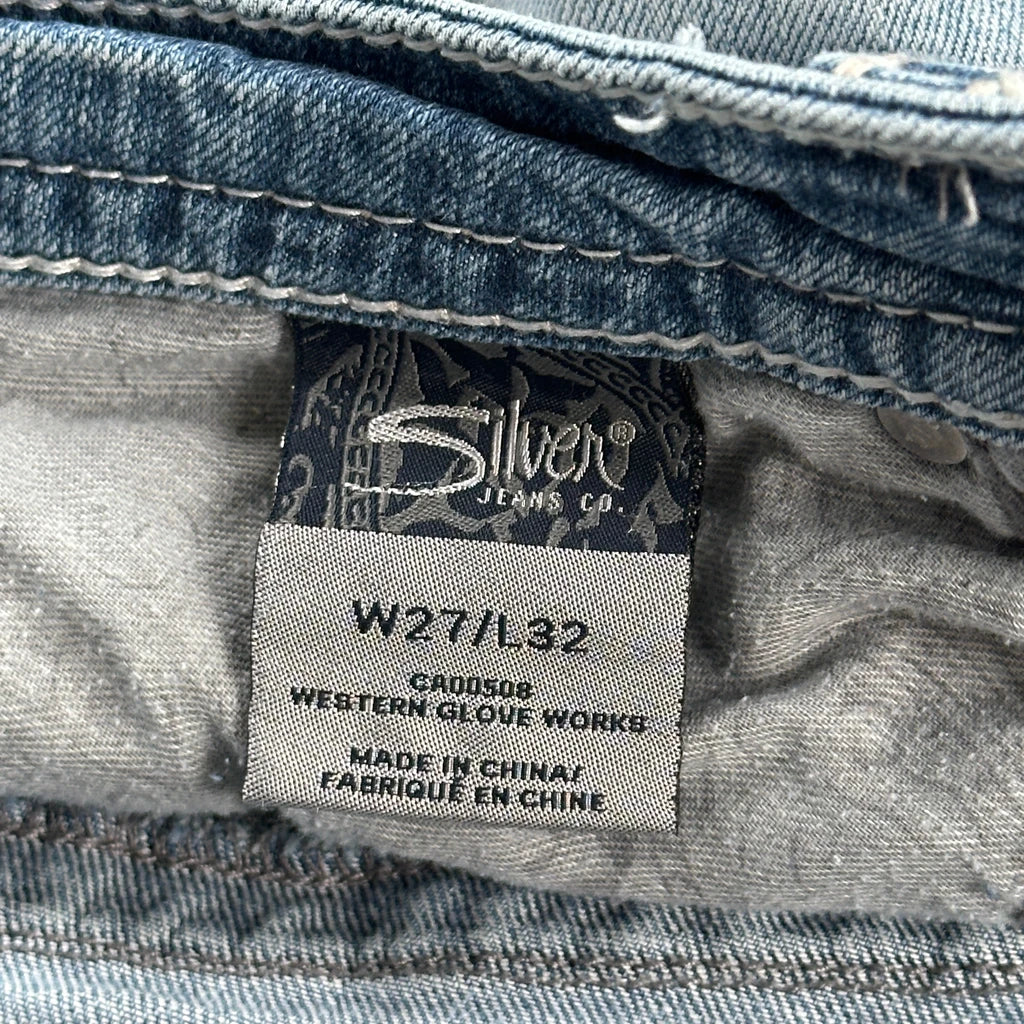 Silver®
JEANS CO.
W27/L32
CA00508
WESTERN GLOVE WORKS
MADE IN CHINA/
FABRIQUÉ EN CHINE